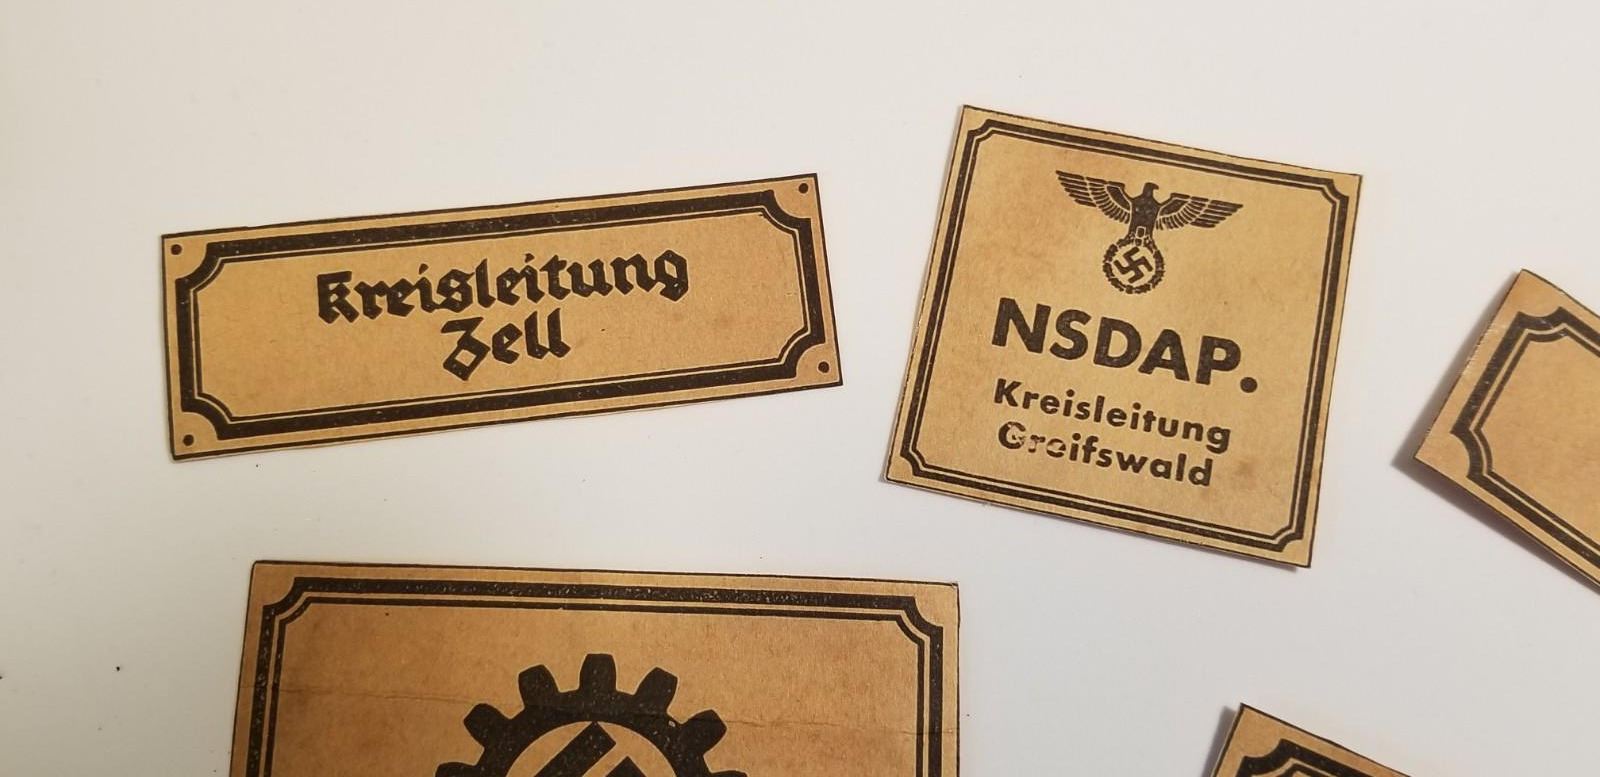 Kreisleitung
Zell
NSDAP.
Kreisleitung
Greifswald